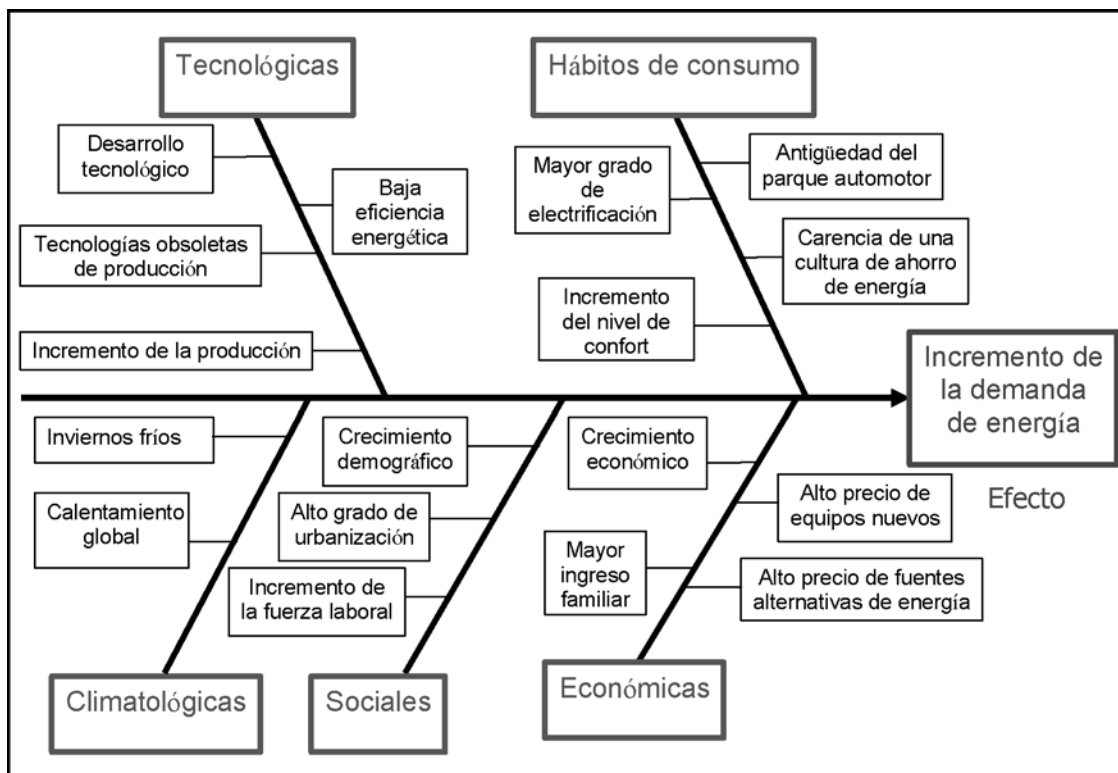 Tecnológicas
Hábitos de consumo
Desarrollo
tecnológico
Baja
eficiencia
energética
Tecnologías obsoletas
de producción
Incremento de la producción
Mayor grado
de
electrificación
Antigüedad del
parque automotor
Carencia de una
cultura de ahorro
de energía
Incremento
del nivel de
confort
Incremento de
la demanda
de energía
Efecto
Inviernos fríos
Calentamiento
global
Crecimiento
demográfico
Alto grado de
urbanización
Incremento de
la fuerza laboral
Crecimiento
económico
Alto precio de
equipos nuevos
Mayor
ingreso
familiar
Alto precio de fuentes
alternativas de energía
Climatológicas
Sociales
Económicas